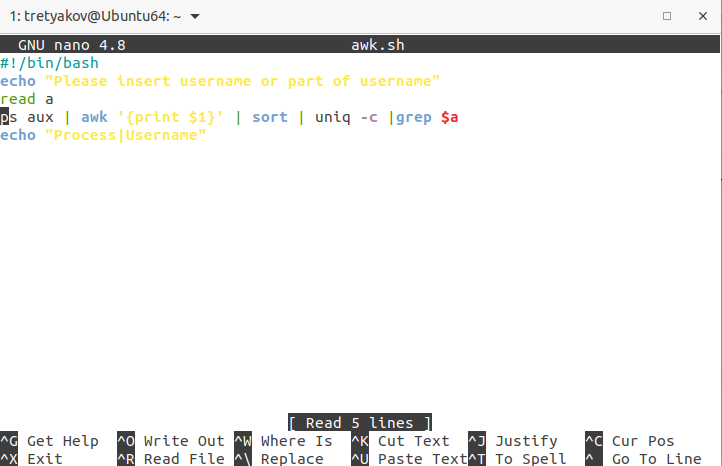 1: tretyakov@Ubuntu64: ~
GNU nano 4.8 awk.sh
#!/bin/bash
echo "Please insert username or part of username"
read a
ps aux | awk '{print $1}' | sort | uniq -c |grep $a
echo "Process|Username"
[ Read 5 lines ]
^G Get Help ^O Write Out ^W Where Is ^K Cut Text ^J Justify ^C Cur Pos
^X Exit ^R Read File ^\ Replace ^U Paste Text^T To Spell ^_ Go To Line